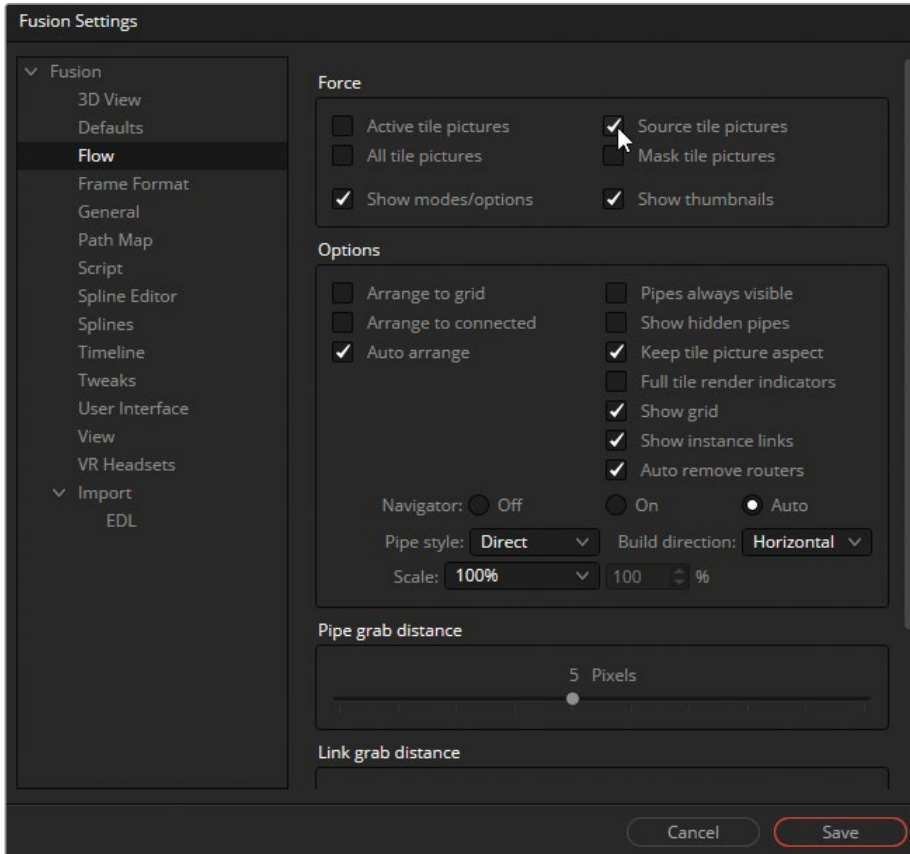 Fusion Settings
Fusion
3D View
Defaults
Flow
Frame Format
General
Path Map
Script
Spline Editor
Splines
Timeline
Tweaks
User Interface
View
VR Headsets
Import
EDL
Force
Active tile pictures Source tile pictures
All tile pictures Mask tile pictures
Show modes/options Show thumbnails
Options
Arrange to grid Pipes always visible
Arrange to connected Show hidden pipes
Auto arrange Keep tile picture aspect
Full tile render indicators
Show grid
Show instance links
Auto remove routers
Navigator: Off On Auto
Pipe style: Direct Build direction: Horizontal
Scale: 100% 100 %
Pipe grab distance
5 Pixels
Link grab distance
Cancel Save